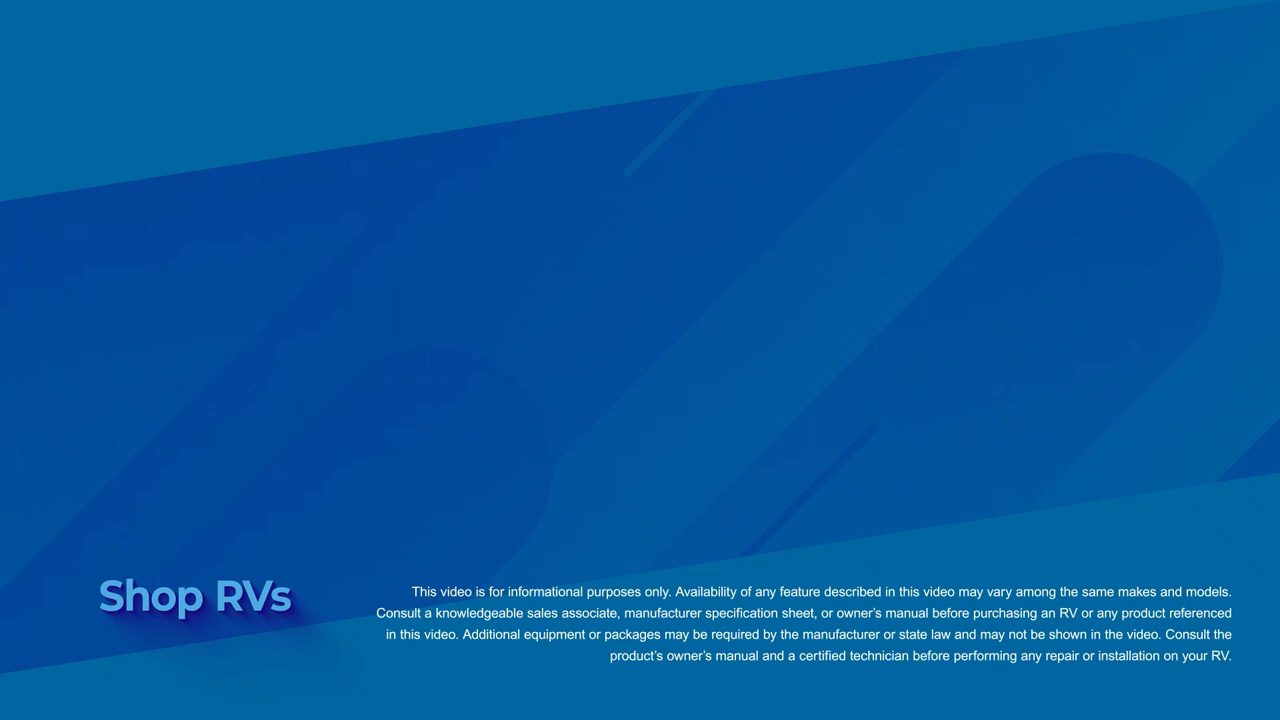 Shop RVs
This video is for informational purposes only. Availability of any feature described in this video may vary among the same makes and models.
Consult a knowledgeable sales associate, manufacturer specification sheet, or owner’s manual before purchasing an RV or any product referenced
in this video. Additional equipment or packages may be required by the manufacturer or state law and may not be shown in the video. Consult the
product’s owner’s manual and a certified technician before performing any repair or installation on your RV.